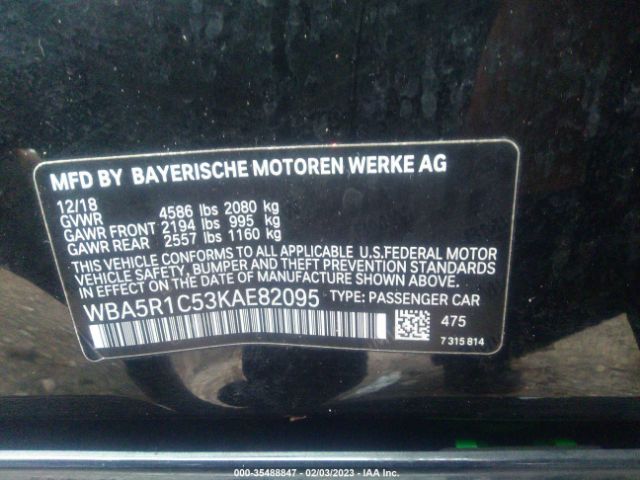 MFD BY BAYERISCHE MOTOREN WERKE AG
12/18
GVWR 4586 lbs 2080 kg
GAWR FRONT 2194 lbs 995 kg
GAWR REAR 2557 lbs 1160 kg
THIS VEHICLE CONFORMS TO ALL APPLICABLE U.S.FEDERAL MOTOR
VEHICLE SAFETY, BUMPER AND THEFT PREVENTION STANDARDS
IN EFFECT ON THE DATE OF MANUFACTURE SHOWN ABOVE.
WBA5R1C53KAE82095 TYPE: PASSENGER CAR
475
7 315 814
000-35488847 - 02/03/2023 - IAA Inc.